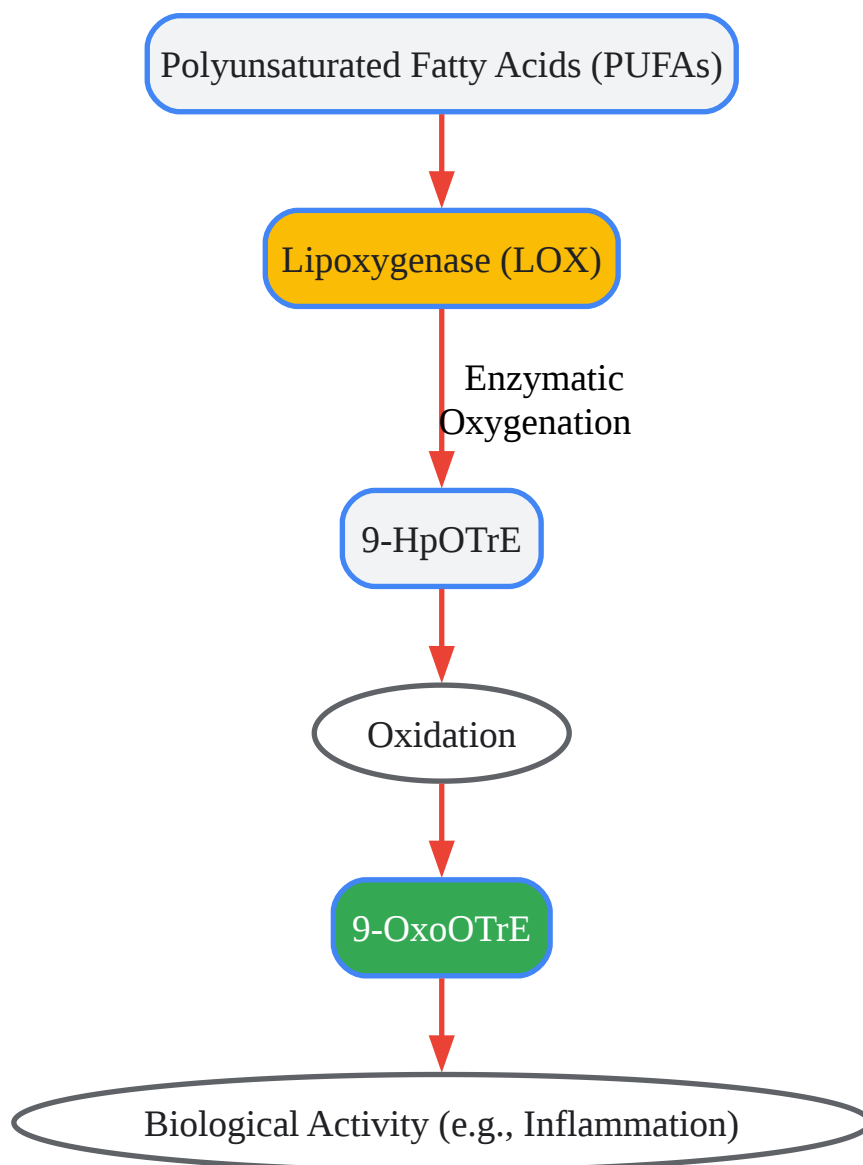 Polyunsaturated Fatty Acids (PUFAs)
Lipoxygenase (LOX)
Enzymatic
Oxygenation
9-HpOTrE
Oxidation
9-OxoOTrE
Biological Activity (e.g., Inflammation)